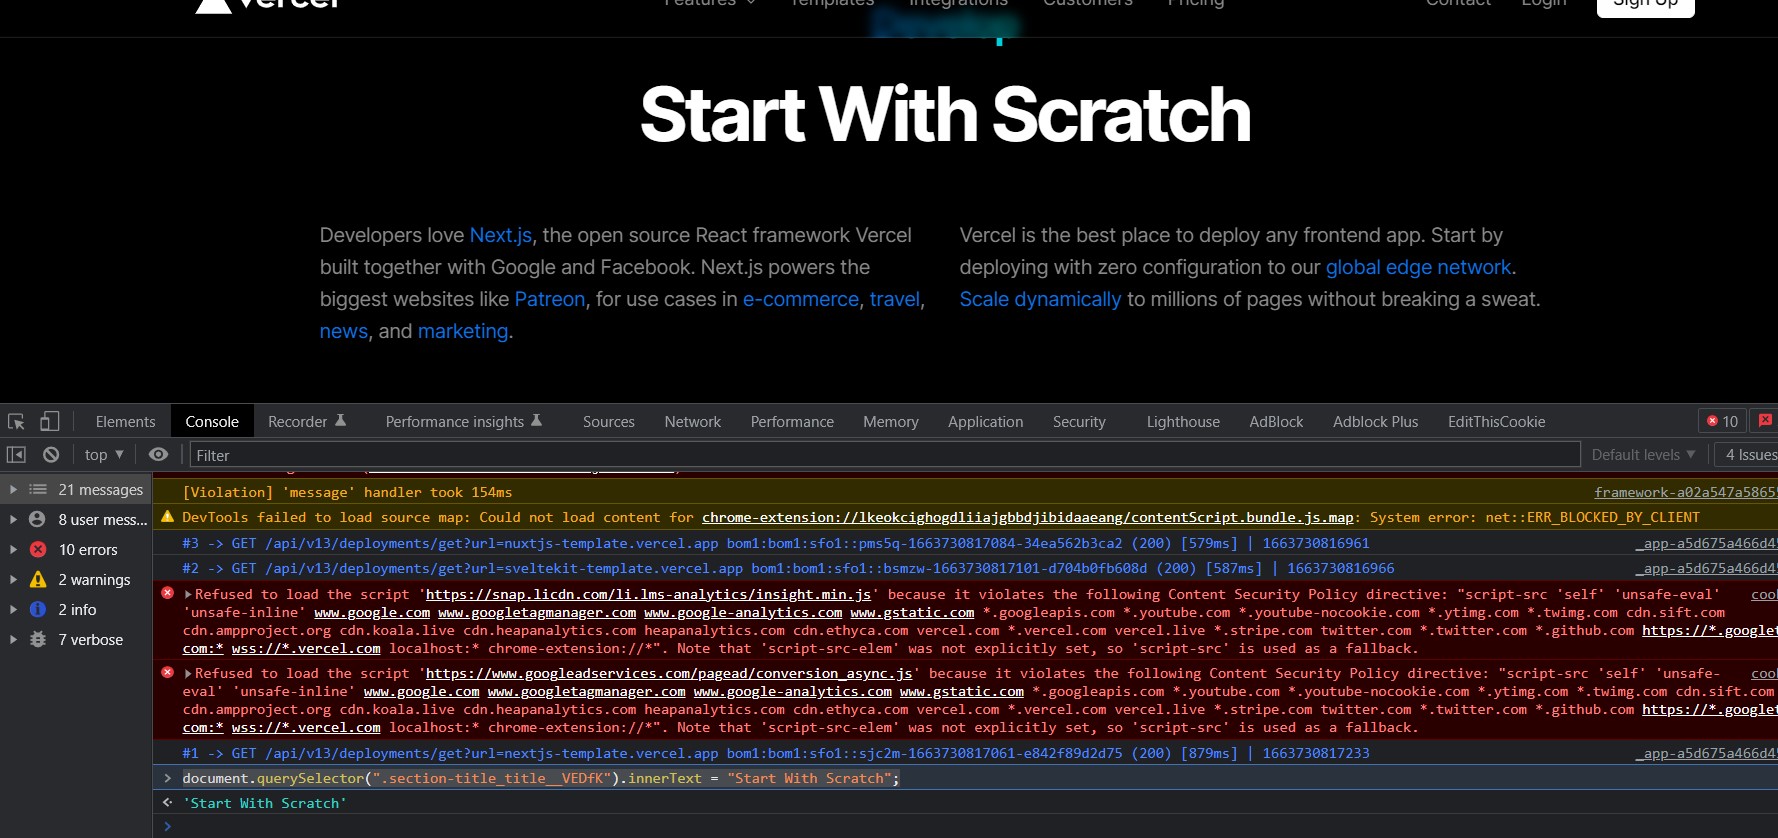 vercel Features Templates Integrations Customers Pricing Contact Login Sign Up
Develop
Start With Scratch
Developers love Next.js, the open source React framework Vercel
built together with Google and Facebook. Next.js powers the
biggest websites like Patreon, for use cases in e-commerce, travel,
news, and marketing.
Vercel is the best place to deploy any frontend app. Start by
deploying with zero configuration to our global edge network.
Scale dynamically to millions of pages without breaking a sweat.
Elements Console Recorder Performance insights Sources Network Performance Memory Application Security Lighthouse AdBlock Adblock Plus EditThisCookie 10
top Filter Default levels 4 Issues
21 messages
8 user mess...
10 errors
2 warnings
2 info
7 verbose
[Violation] 'message' handler took 154ms framework-a02a547a5865
DevTools failed to load source map: Could not load content for chrome-extension://lkeokcighogdliiajgbbdjibidaaeang/contentScript.bundle.js.map: System error: net::ERR_BLOCKED_BY_CLIENT
#3 -> GET /api/v13/deployments/get?url=nuxtjs-template.vercel.app bom1:bom1:sfo1::pms5q-1663730817084-34ea562b3ca2 (200) [579ms] | 1663730816961 _app-a5d675a466d45
#2 -> GET /api/v13/deployments/get?url=sveltekit-template.vercel.app bom1:bom1:sfo1::bsmzw-1663730817101-d704b0fb608d (200) [587ms] | 1663730816966 _app-a5d675a466d45
Refused to load the script 'https://snap.licdn.com/li.lms-analytics/insight.min.js' because it violates the following Content Security Policy directive: "script-src 'self' 'unsafe-eval' coo
'unsafe-inline' www.google.com www.googletagmanager.com www.google-analytics.com www.gstatic.com *.googleapis.com *.youtube.com *.youtube-nocookie.com *.ytimg.com *.twimg.com cdn.sift.com
cdn.ampproject.org cdn.koala.live cdn.heapanalytics.com heapanalytics.com cdn.ethyca.com vercel.com *.vercel.com vercel.live *.stripe.com twitter.com *.twitter.com *.github.com https://*.googlet
com:* wss://*.vercel.com localhost:* chrome-extension://*". Note that 'script-src-elem' was not explicitly set, so 'script-src' is used as a fallback.
Refused to load the script 'https://www.googleadservices.com/pagead/conversion_async.js' because it violates the following Content Security Policy directive: "script-src 'self' 'unsafe- coo
eval' 'unsafe-inline' www.google.com www.googletagmanager.com www.google-analytics.com www.gstatic.com *.googleapis.com *.youtube.com *.youtube-nocookie.com *.ytimg.com *.twimg.com cdn.sift.com
cdn.ampproject.org cdn.koala.live cdn.heapanalytics.com heapanalytics.com cdn.ethyca.com vercel.com *.vercel.com vercel.live *.stripe.com twitter.com *.twitter.com *.github.com https://*.googlet
com:* wss://*.vercel.com localhost:* chrome-extension://*". Note that 'script-src-elem' was not explicitly set, so 'script-src' is used as a fallback.
#1 -> GET /api/v13/deployments/get?url=nextjs-template.vercel.app bom1:bom1:sfo1::sjc2m-1663730817061-e842f89d2d75 (200) [879ms] | 1663730817233 _app-a5d675a466d45
document.querySelector(".section-title_title__VEDfK").innerText = "Start With Scratch";
'Start With Scratch'